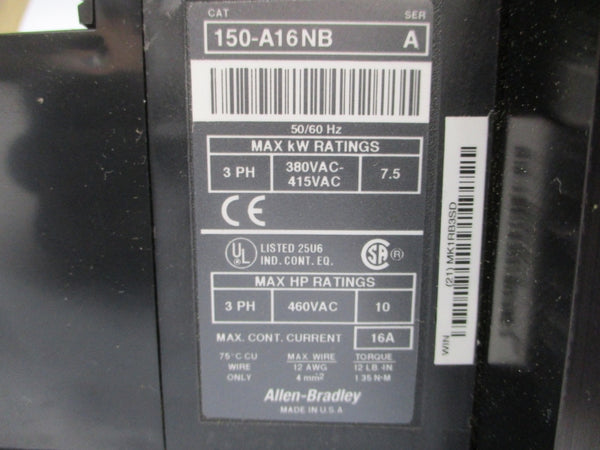 CAT SER
150-A16NB A
50/60 Hz
MAX kW RATINGS
3 PH 380VAC-415VAC 7.5
CE
UL LISTED 25U6
IND. CONT. EQ.
SA ®
MAX HP RATINGS
3 PH 460VAC 10
MAX. CONT. CURRENT 16A
75°C CU WIRE ONLY
MAX WIRE 12 AWG 4 mm²
TORQUE 12 LB.-IN 1.35 N•M
Allen-Bradley
MADE IN U.S.A
WIN (21) MK1RB3SD